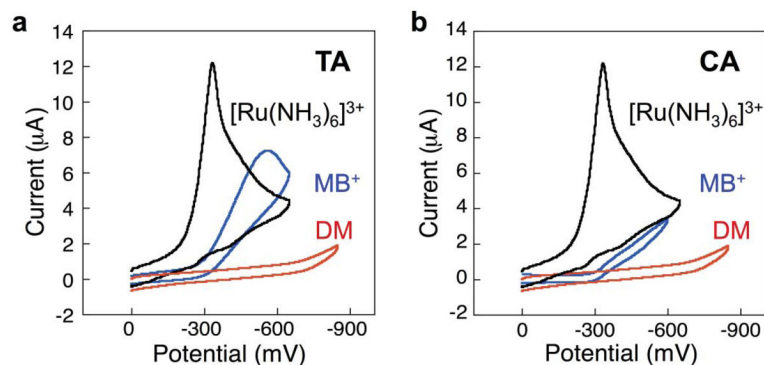 a
TA
[Ru(NH3)6]3+
MB+
DM
Current (μA)
14
12
10
8
6
4
2
0
-2
0 -300 -600 -900
Potential (mV)
b
CA
[Ru(NH3)6]3+
MB+
DM
Current (μA)
14
12
10
8
6
4
2
0
-2
0 -300 -600 -900
Potential (mV)